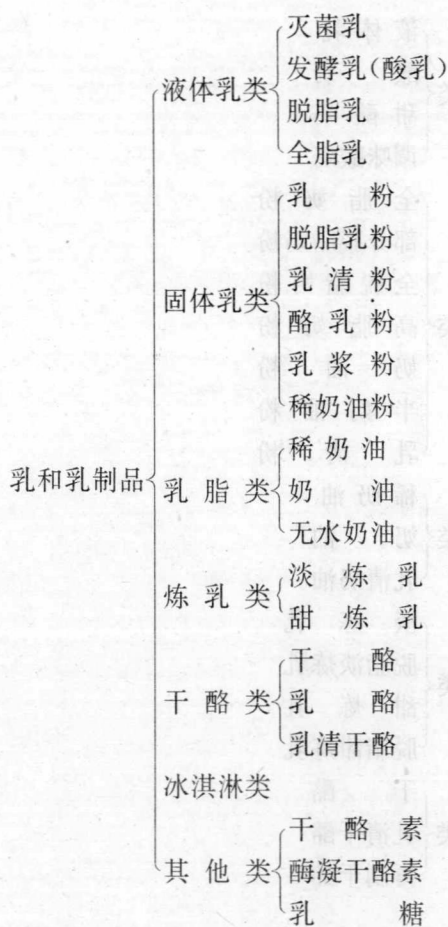 灭菌乳
发酵乳(酸乳)
液体乳类
脱脂乳
全脂乳
乳粉
脱脂乳粉
乳清粉
固体乳类
酪乳粉
乳浆粉
稀奶油粉
稀奶油
乳和乳制品
乳脂类
奶油
无水奶油
淡炼乳
炼乳类
甜炼乳
干酪
干酪类
乳酪
乳清干酪
冰淇淋类
干酪素
其他类
酶凝干酪素
乳糖